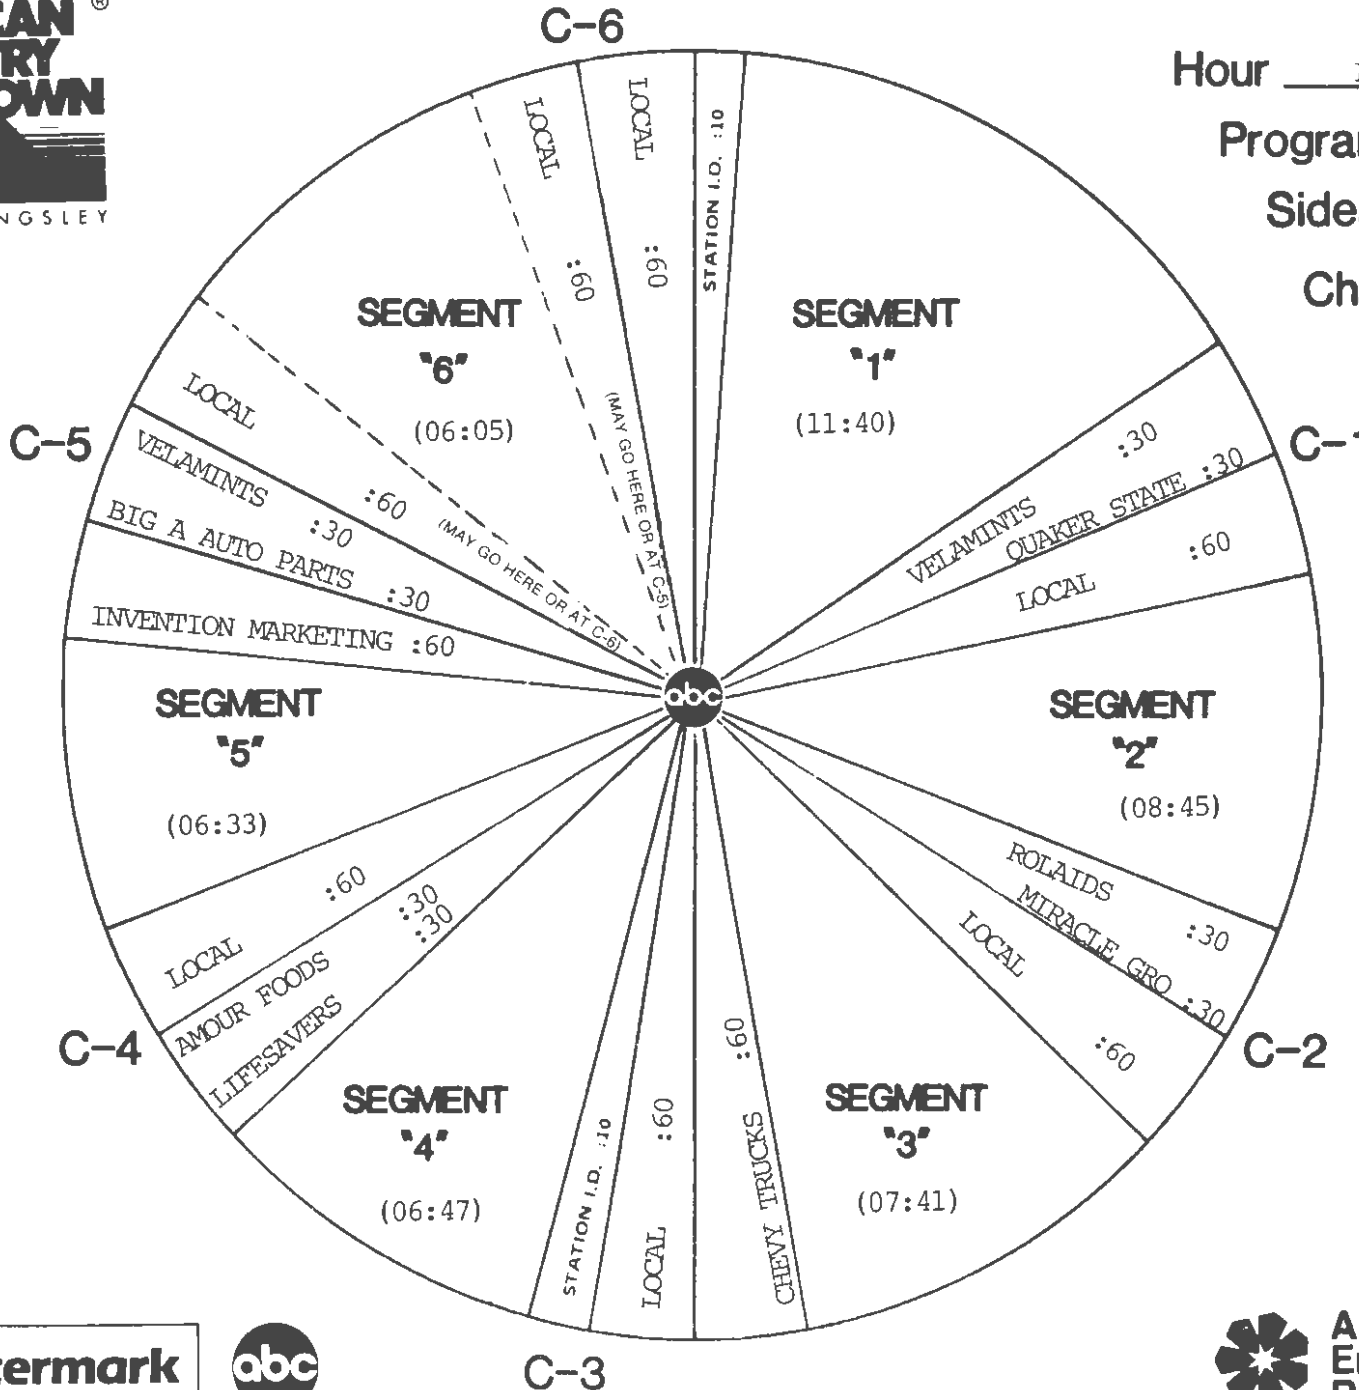 C-6
®
NGSLEY
Hour
STATION I.D. :10
SEGMENT
"1"
(11:40)
VELAMINTS :30
QUAKER STATE :30
C-1
LOCAL :60
SEGMENT
"2"
(08:45)
ROLAIDS :30
MIRACLE GRO :30
C-2
LOCAL :60
SEGMENT
"3"
(07:41)
CHEVY TRUCKS :60
C-3
LOCAL :60
STATION I.D. :10
SEGMENT
"4"
(06:47)
LIFESAVERS :30
AMOUR FOODS :30
C-4
LOCAL :60
SEGMENT
"5"
(06:33)
INVENTION MARKETING :60
BIG A AUTO PARTS :30
VELAMINTS :30
C-5
LOCAL :60
(MAY GO HERE OR AT C-6)
SEGMENT
"6"
(06:05)
LOCAL :60
(MAY GO HERE OR AT C-5)
LOCAL :60
abc
abc